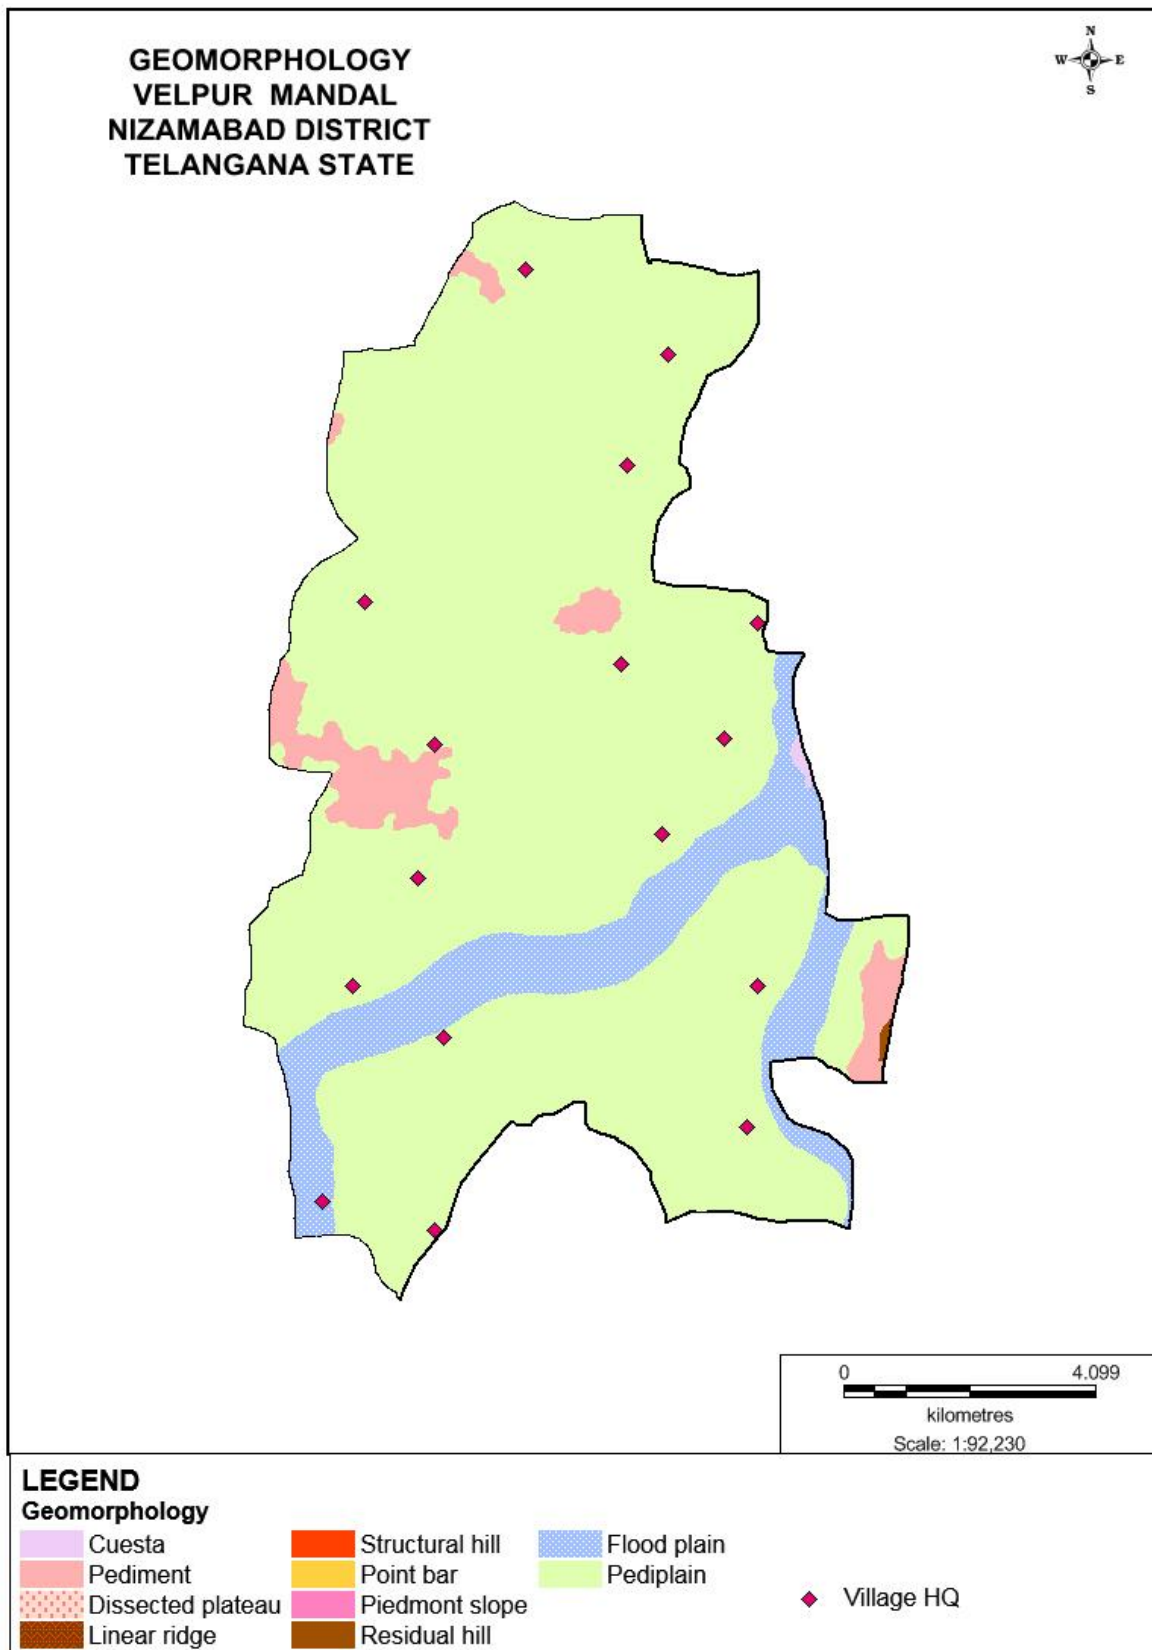 GEOMORPHOLOGY
VELPUR MANDAL
NIZAMABAD DISTRICT
TELANGANA STATE
N
W E
S
0 4.099
kilometres
Scale: 1:92,230
LEGEND
Geomorphology
Cuesta Structural hill Flood plain
Pediment Point bar Pediplain
Dissected plateau Piedmont slope Village HQ
Linear ridge Residual hill